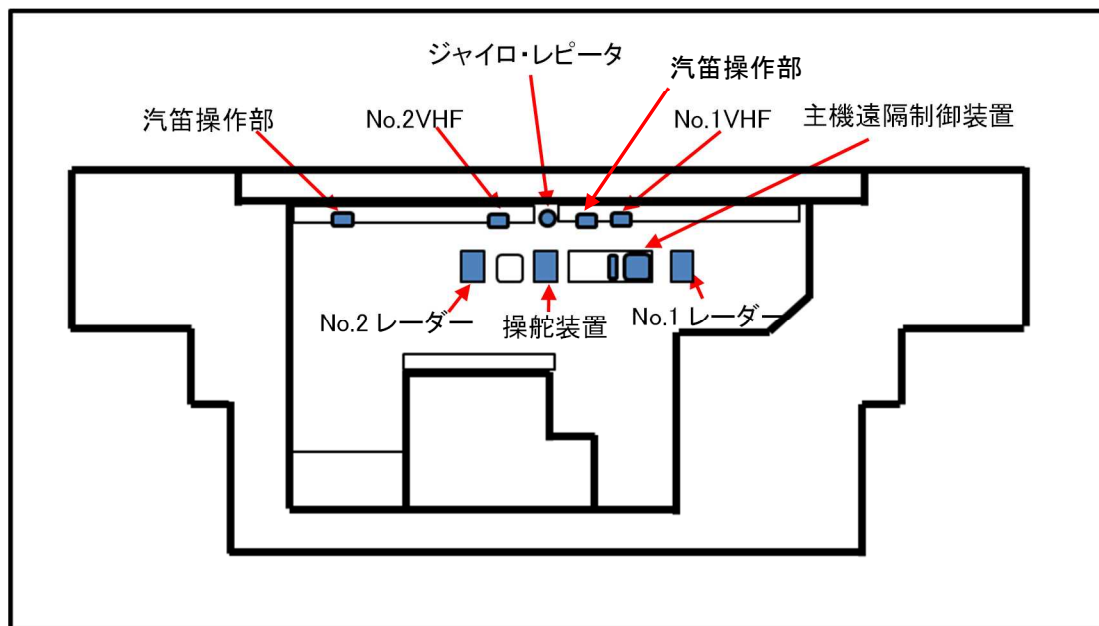 ジャイロ・レピータ
汽笛操作部
汽笛操作部
No.2VHF
No.1VHF
主機遠隔制御装置
No.2 レーダー
操舵装置
No.1 レーダー